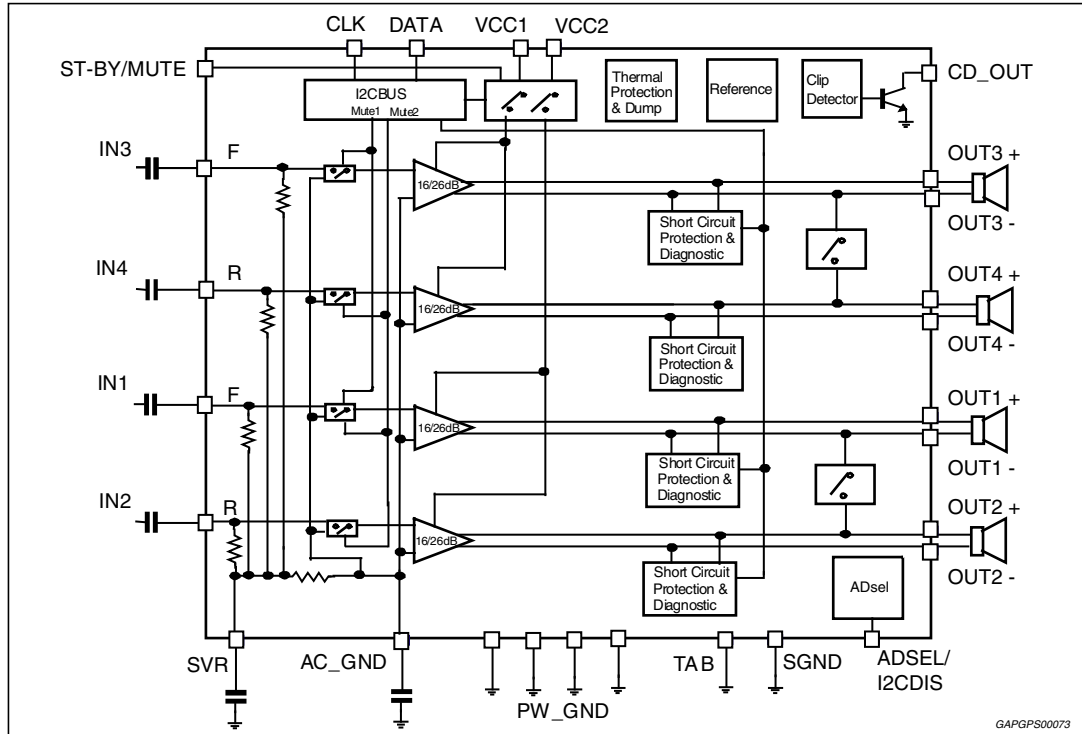 CLK DATA VCC1 VCC2
ST-BY/MUTE
I2CBUS
Mute1 Mute2
Thermal
Protection
& Dump
Reference
Clip
Detector
CD_OUT
IN3
F
16/26dB
Short Circuit
Protection &
Diagnostic
OUT3 +
OUT3 -
IN4
R
16/26dB
Short Circuit
Protection &
Diagnostic
OUT4 +
OUT4 -
IN1
F
16/26dB
Short Circuit
Protection &
Diagnostic
OUT1 +
OUT1 -
IN2
R
16/26dB
Short Circuit
Protection &
Diagnostic
OUT2 +
OUT2 -
ADsel
SVR
AC_GND
PW_GND
TAB
SGND
ADSEL/
I2CDIS
GAPGPS00073